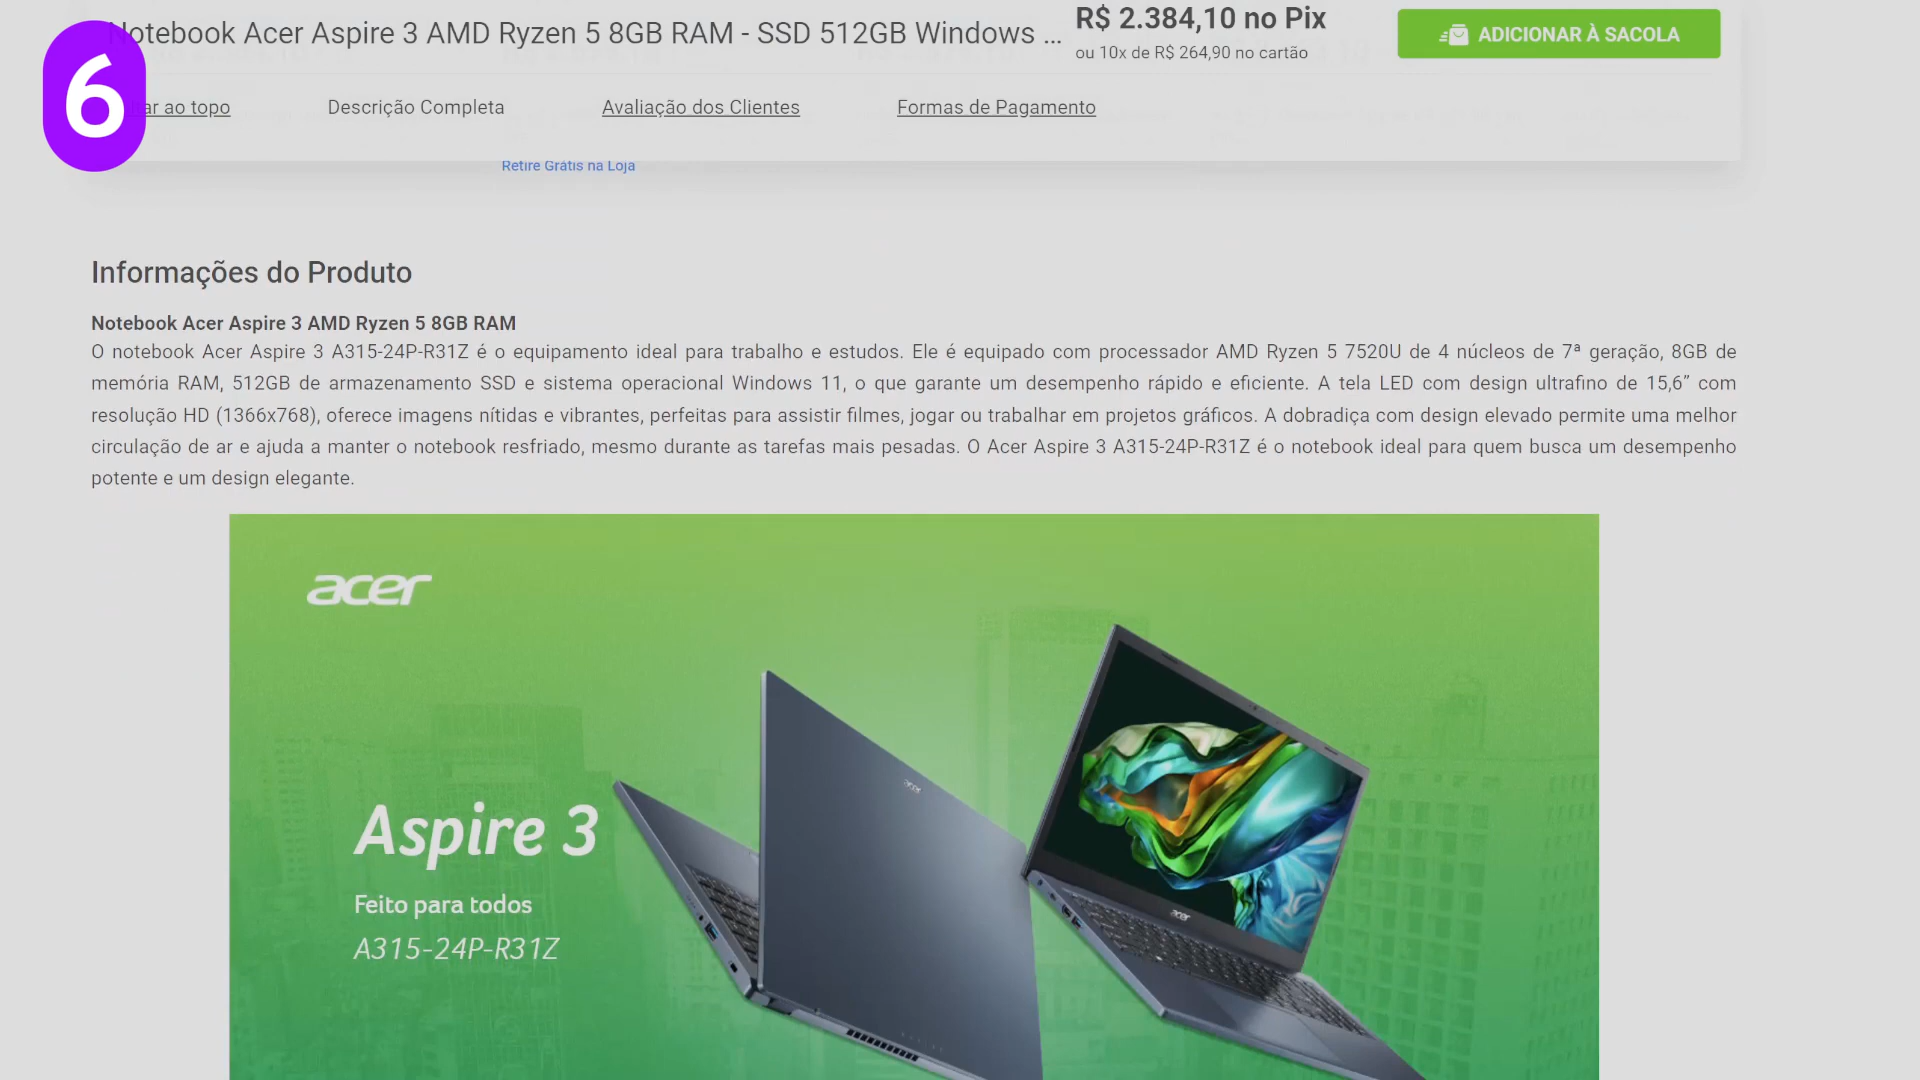 6
Notebook Acer Aspire 3 AMD Ryzen 5 8GB RAM - SSD 512GB Windows ...
R$ 2.384,10 no Pix
ou 10x de R$ 264,90 no cartão
ADICIONAR À SACOLA
ao topo
Descrição Completa
Avaliação dos Clientes
Formas de Pagamento
Retire Grátis na Loja
Informações do Produto
Notebook Acer Aspire 3 AMD Ryzen 5 8GB RAM
O notebook Acer Aspire 3 A315-24P-R31Z é o equipamento ideal para trabalho e estudos. Ele é equipado com processador AMD Ryzen 5 7520U de 4 núcleos de 7ª geração, 8GB de
memória RAM, 512GB de armazenamento SSD e sistema operacional Windows 11, o que garante um desempenho rápido e eficiente. A tela LED com design ultrafino de 15,6” com
resolução HD (1366x768), oferece imagens nítidas e vibrantes, perfeitas para assistir filmes, jogar ou trabalhar em projetos gráficos. A dobradiça com design elevado permite uma melhor
circulação de ar e ajuda a manter o notebook resfriado, mesmo durante as tarefas mais pesadas. O Acer Aspire 3 A315-24P-R31Z é o notebook ideal para quem busca um desempenho
potente e um design elegante.
acer
Aspire 3
Feito para todos
A315-24P-R31Z
acer
acer